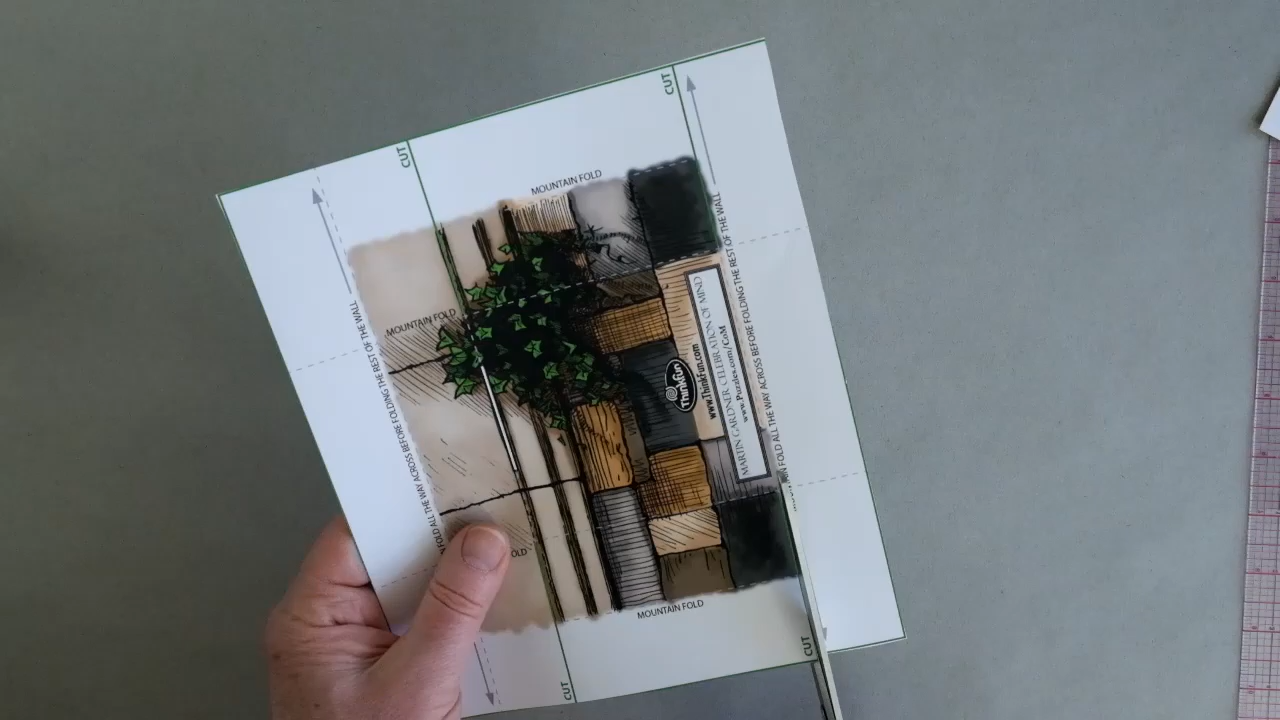 CUT
CUT
MOUNTAIN FOLD
MOUNTAIN FOLD
FOLD ALL THE WAY ACROSS BEFORE FOLDING THE REST OF THE WALL
ThinkFun
www.ThinkFun.com
MARTIN GARDNER CELEBRATION OF MIND
www.Puzzles.com/CoM
FOLD ALL THE WAY ACROSS BEFORE FOLDING THE REST OF THE WALL
MOUNTAIN FOLD
CUT
CUT